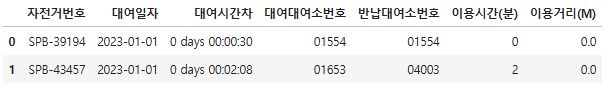 자전거번호 대여일자 대여시간차 대여대여소번호 반납대여소번호 이용시간(분) 이용거리(M)
0 SPB-39194 2023-01-01 0 days 00:00:30 01554 01554 0 0.0
1 SPB-43457 2023-01-01 0 days 00:02:08 01653 04003 2 0.0